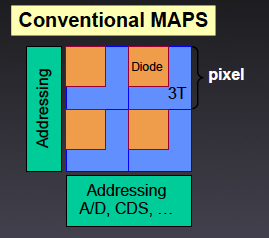 Conventional MAPS
Addressing
Diode
pixel
3T
Addressing
A/D, CDS, ...